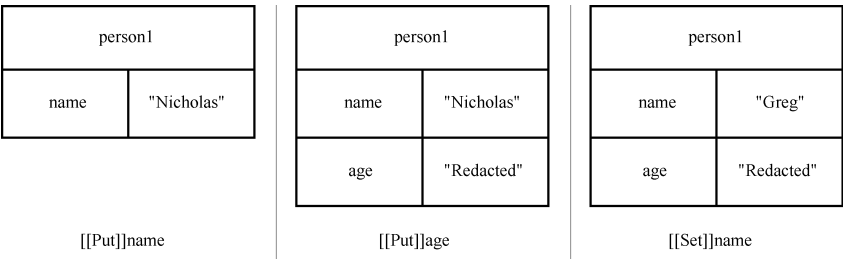 person1
name "Nicholas"
[[Put]]name
person1
name "Nicholas"
age "Redacted"
[[Put]]age
person1
name "Greg"
age "Redacted"
[[Set]]name